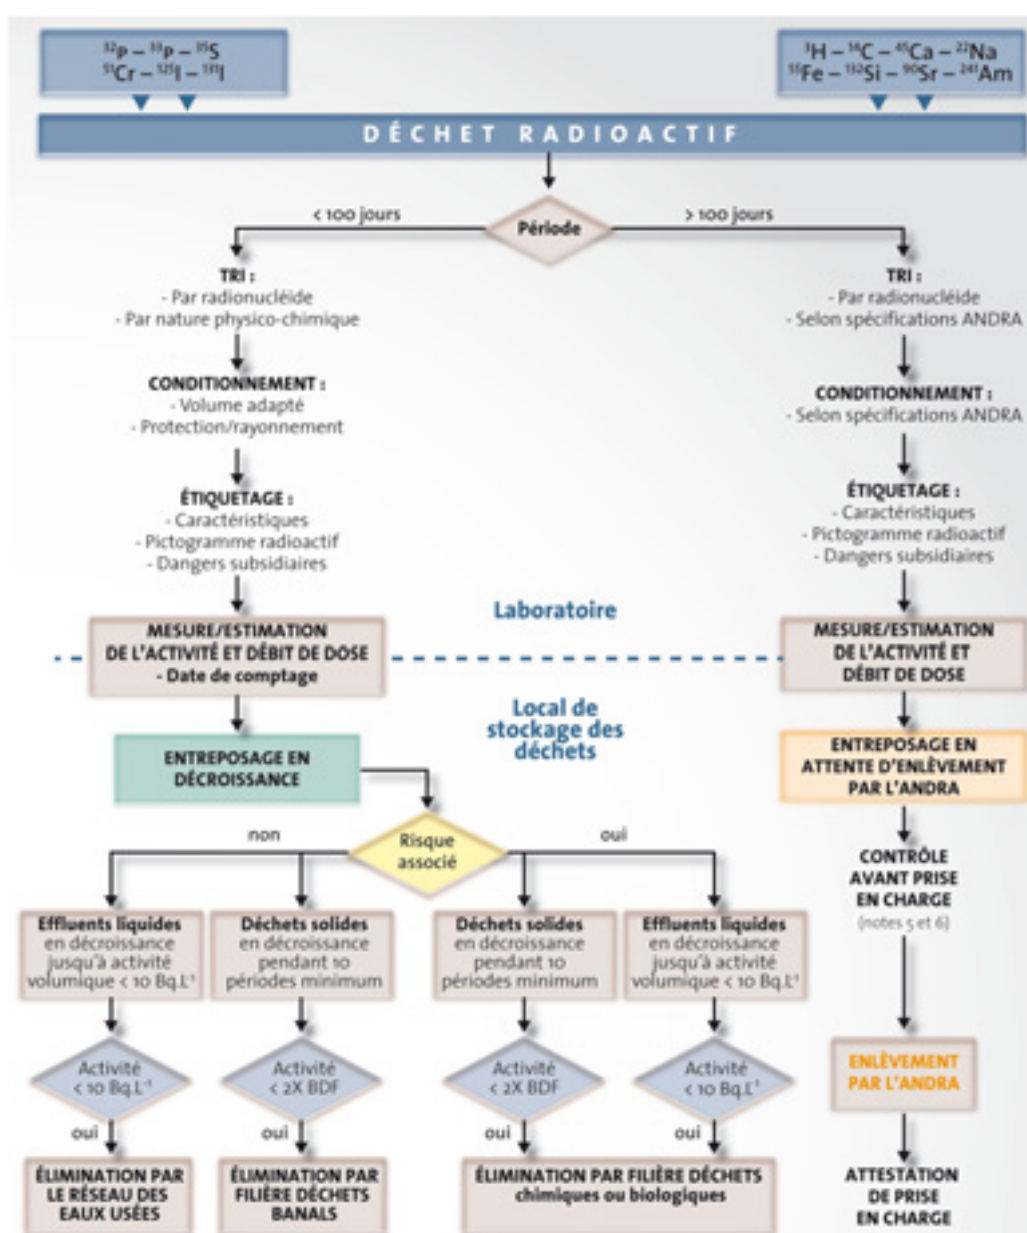 ³²P – ³³P – ³⁵S
⁵¹Cr – ¹²⁵I – ¹³¹I
³H – ¹⁴C – ⁴⁵Ca – ²²Na
⁵⁵Fe – ¹³²Si – ⁹⁰Sr – ²⁴¹Am
DÉCHET RADIOACTIF
< 100 jours
Période
> 100 jours
TRI :
- Par radionucléide
- Par nature physico-chimique
TRI :
- Par radionucléide
- Selon spécifications ANDRA
CONDITIONNEMENT :
- Volume adapté
- Protection/rayonnement
CONDITIONNEMENT :
- Selon spécifications ANDRA
ÉTIQUETAGE :
- Caractéristiques
- Pictogramme radioactif
- Dangers subsidiaires
ÉTIQUETAGE :
- Caractéristiques
- Pictogramme radioactif
- Dangers subsidiaires
Laboratoire
MESURE/ESTIMATION
DE L'ACTIVITÉ ET DÉBIT DE DOSE
- Date de comptage
MESURE/ESTIMATION
DE L'ACTIVITÉ ET
DÉBIT DE DOSE
Local de
stockage des
déchets
ENTREPOSAGE EN
DÉCROISSANCE
ENTREPOSAGE EN
ATTENTE D'ENLÈVEMENT
PAR L'ANDRA
non
Risque
associé
oui
CONTRÔLE
AVANT PRISE
EN CHARGE
(notes 5 et 6)
Effluents liquides
en décroissance
jusqu'à activité
volumique < 10 Bq.L⁻¹
Déchets solides
en décroissance
pendant 10
périodes minimum
Déchets solides
en décroissance
pendant 10
périodes minimum
Effluents liquides
en décroissance
jusqu'à activité
volumique < 10 Bq.L⁻¹
Activité
< 10 Bq.L⁻¹
Activité
< 2X BDF
Activité
< 2X BDF
Activité
< 10 Bq.L⁻¹
ENLÈVEMENT
PAR L'ANDRA
oui
oui
oui
oui
ÉLIMINATION PAR
LE RÉSEAU DES
EAUX USÉES
ÉLIMINATION PAR
FILIÈRE DÉCHETS
BANALS
ÉLIMINATION PAR FILIÈRE DÉCHETS
chimiques ou biologiques
ATTESTATION
DE PRISE
EN CHARGE